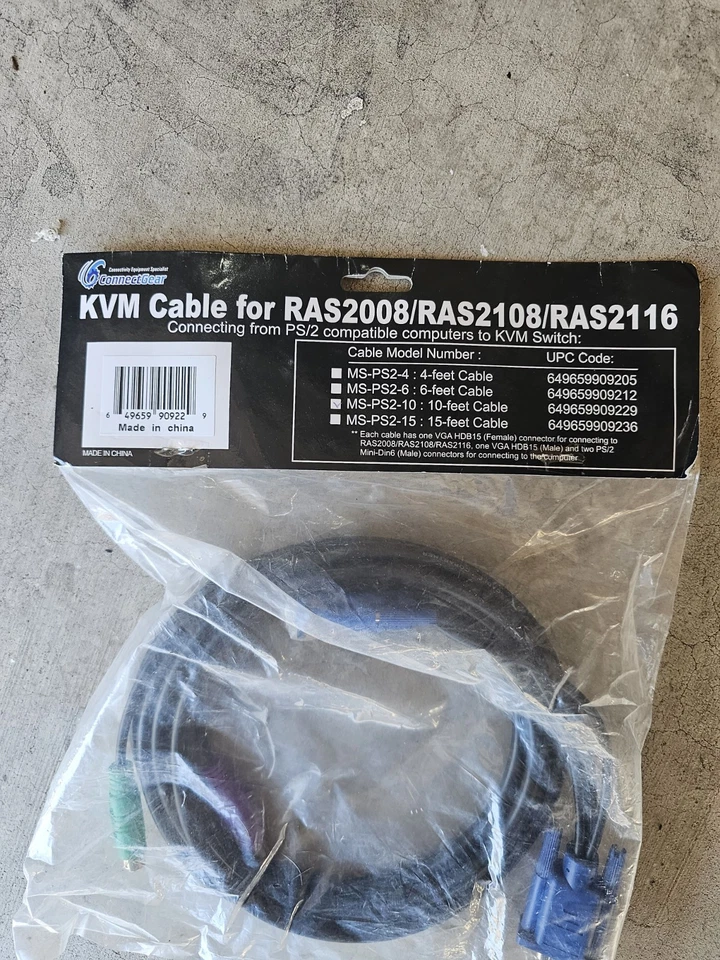 Connectivity Equipment Specialist
ConnectGear
KVM Cable for RAS2008/RAS2108/RAS2116
Connecting from PS/2 compatible computers to KVM Switch:
Cable Model Number : UPC Code:
MS-PS2-4 : 4-feet Cable 649659909205
MS-PS2-6 : 6-feet Cable 649659909212
MS-PS2-10 : 10-feet Cable 649659909229
MS-PS2-15 : 15-feet Cable 649659909236
** Each cable has one VGA HDB15 (Female) connector for connecting to
RAS2008/RAS2108/RAS2116, one VGA HDB15 (Male) and two PS/2
Mini-Din6 (Male) connectors for connecting to the computer.
6 49659 90922 9
Made in china
MADE IN CHINA